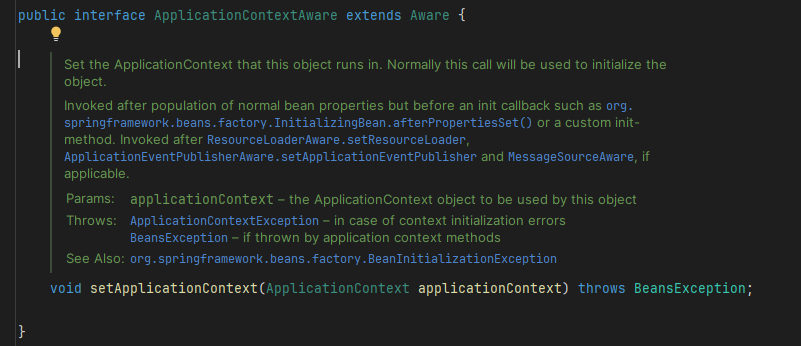 public interface ApplicationContextAware extends Aware {
Set the ApplicationContext that this object runs in. Normally this call will be used to initialize the
object.
Invoked after population of normal bean properties but before an init callback such as org.
springframework.beans.factory.InitializingBean.afterPropertiesSet() or a custom init-
method. Invoked after ResourceLoaderAware.setResourceLoader,
ApplicationEventPublisherAware.setApplicationEventPublisher and MessageSourceAware, if
applicable.
Params: applicationContext – the ApplicationContext object to be used by this object
Throws: ApplicationContextException – in case of context initialization errors
BeansException – if thrown by application context methods
See Also: org.springframework.beans.factory.BeanInitializationException
void setApplicationContext(ApplicationContext applicationContext) throws BeansException;
}